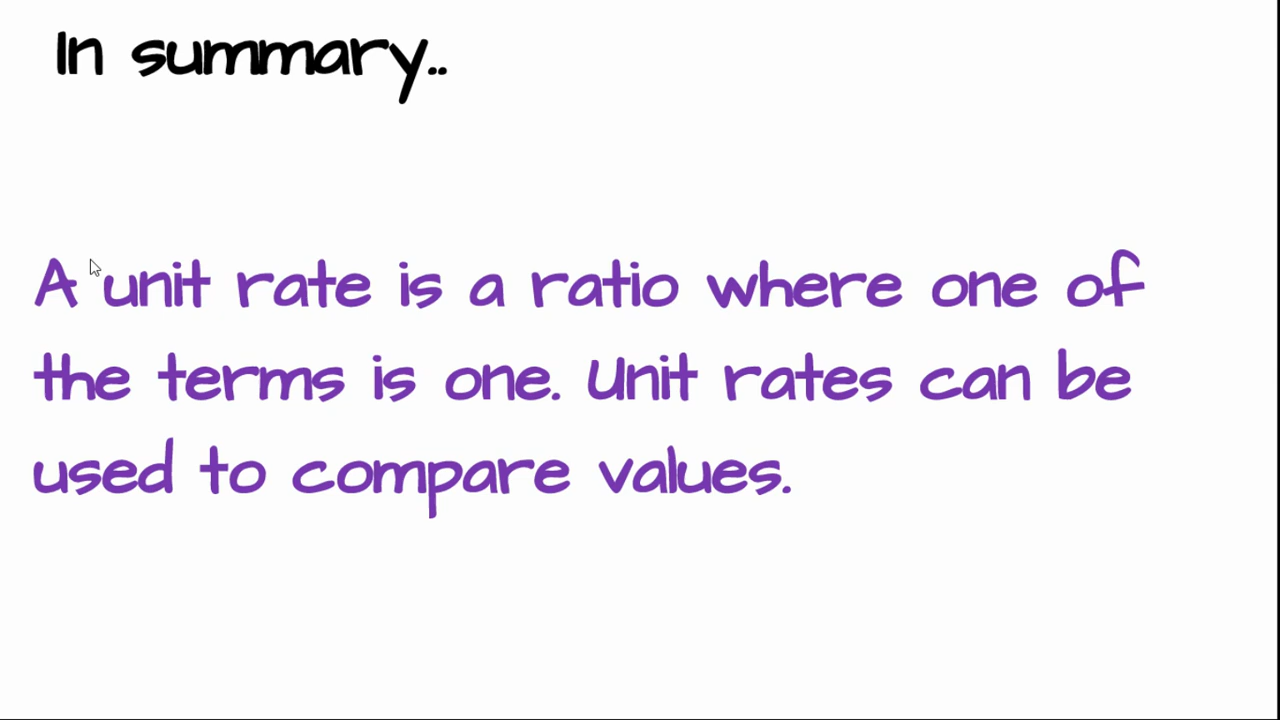 In summary..
A unit rate is a ratio where one of
the terms is one. Unit rates can be
used to compare values.